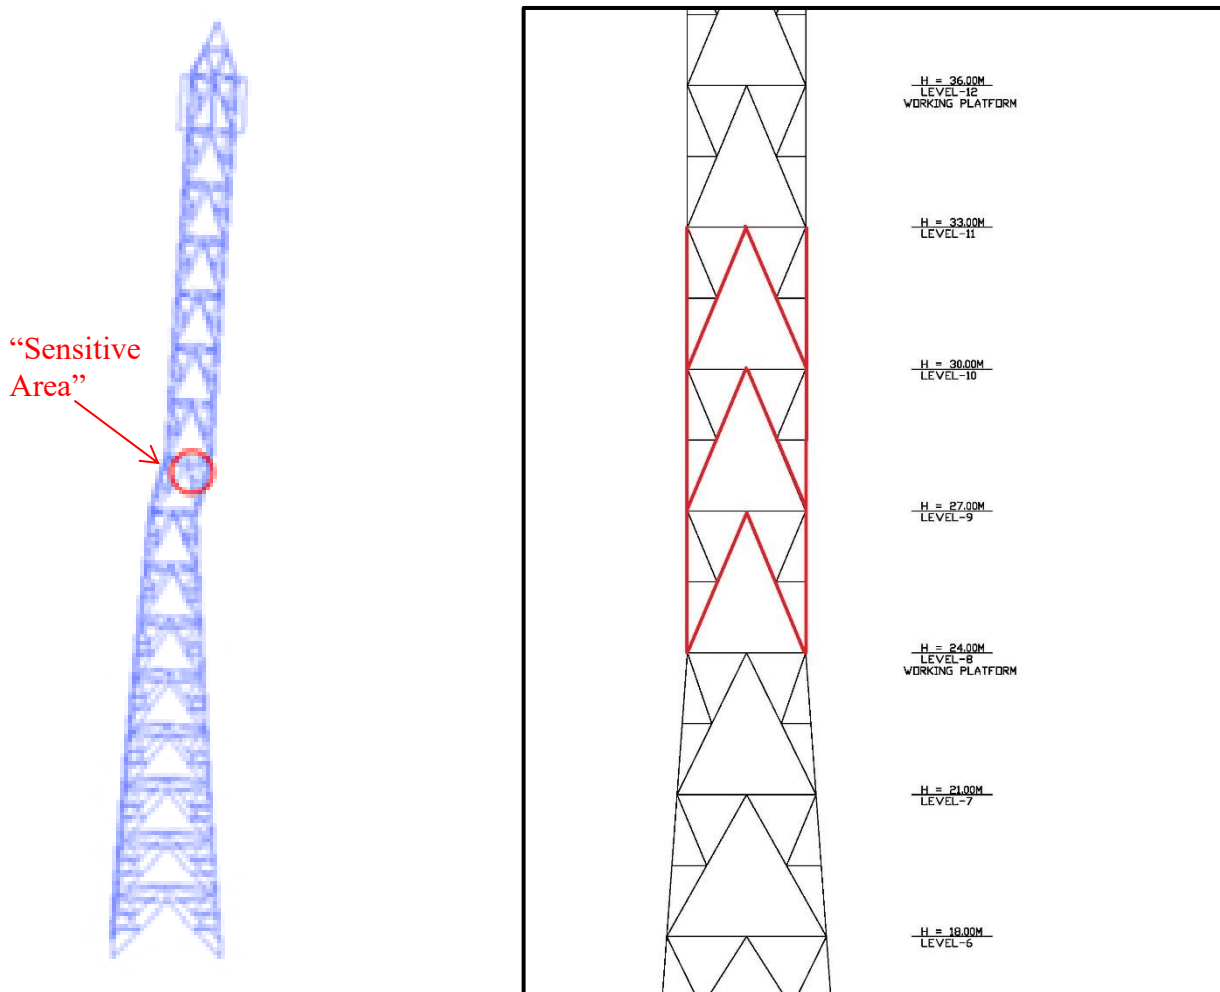 “Sensitive
Area”
H = 36.00M
LEVEL-12
WORKING PLATFORM
H = 33.00M
LEVEL-11
H = 30.00M
LEVEL-10
H = 27.00M
LEVEL-9
H = 24.00M
LEVEL-8
WORKING PLATFORM
H = 21.00M
LEVEL-7
H = 18.00M
LEVEL-6